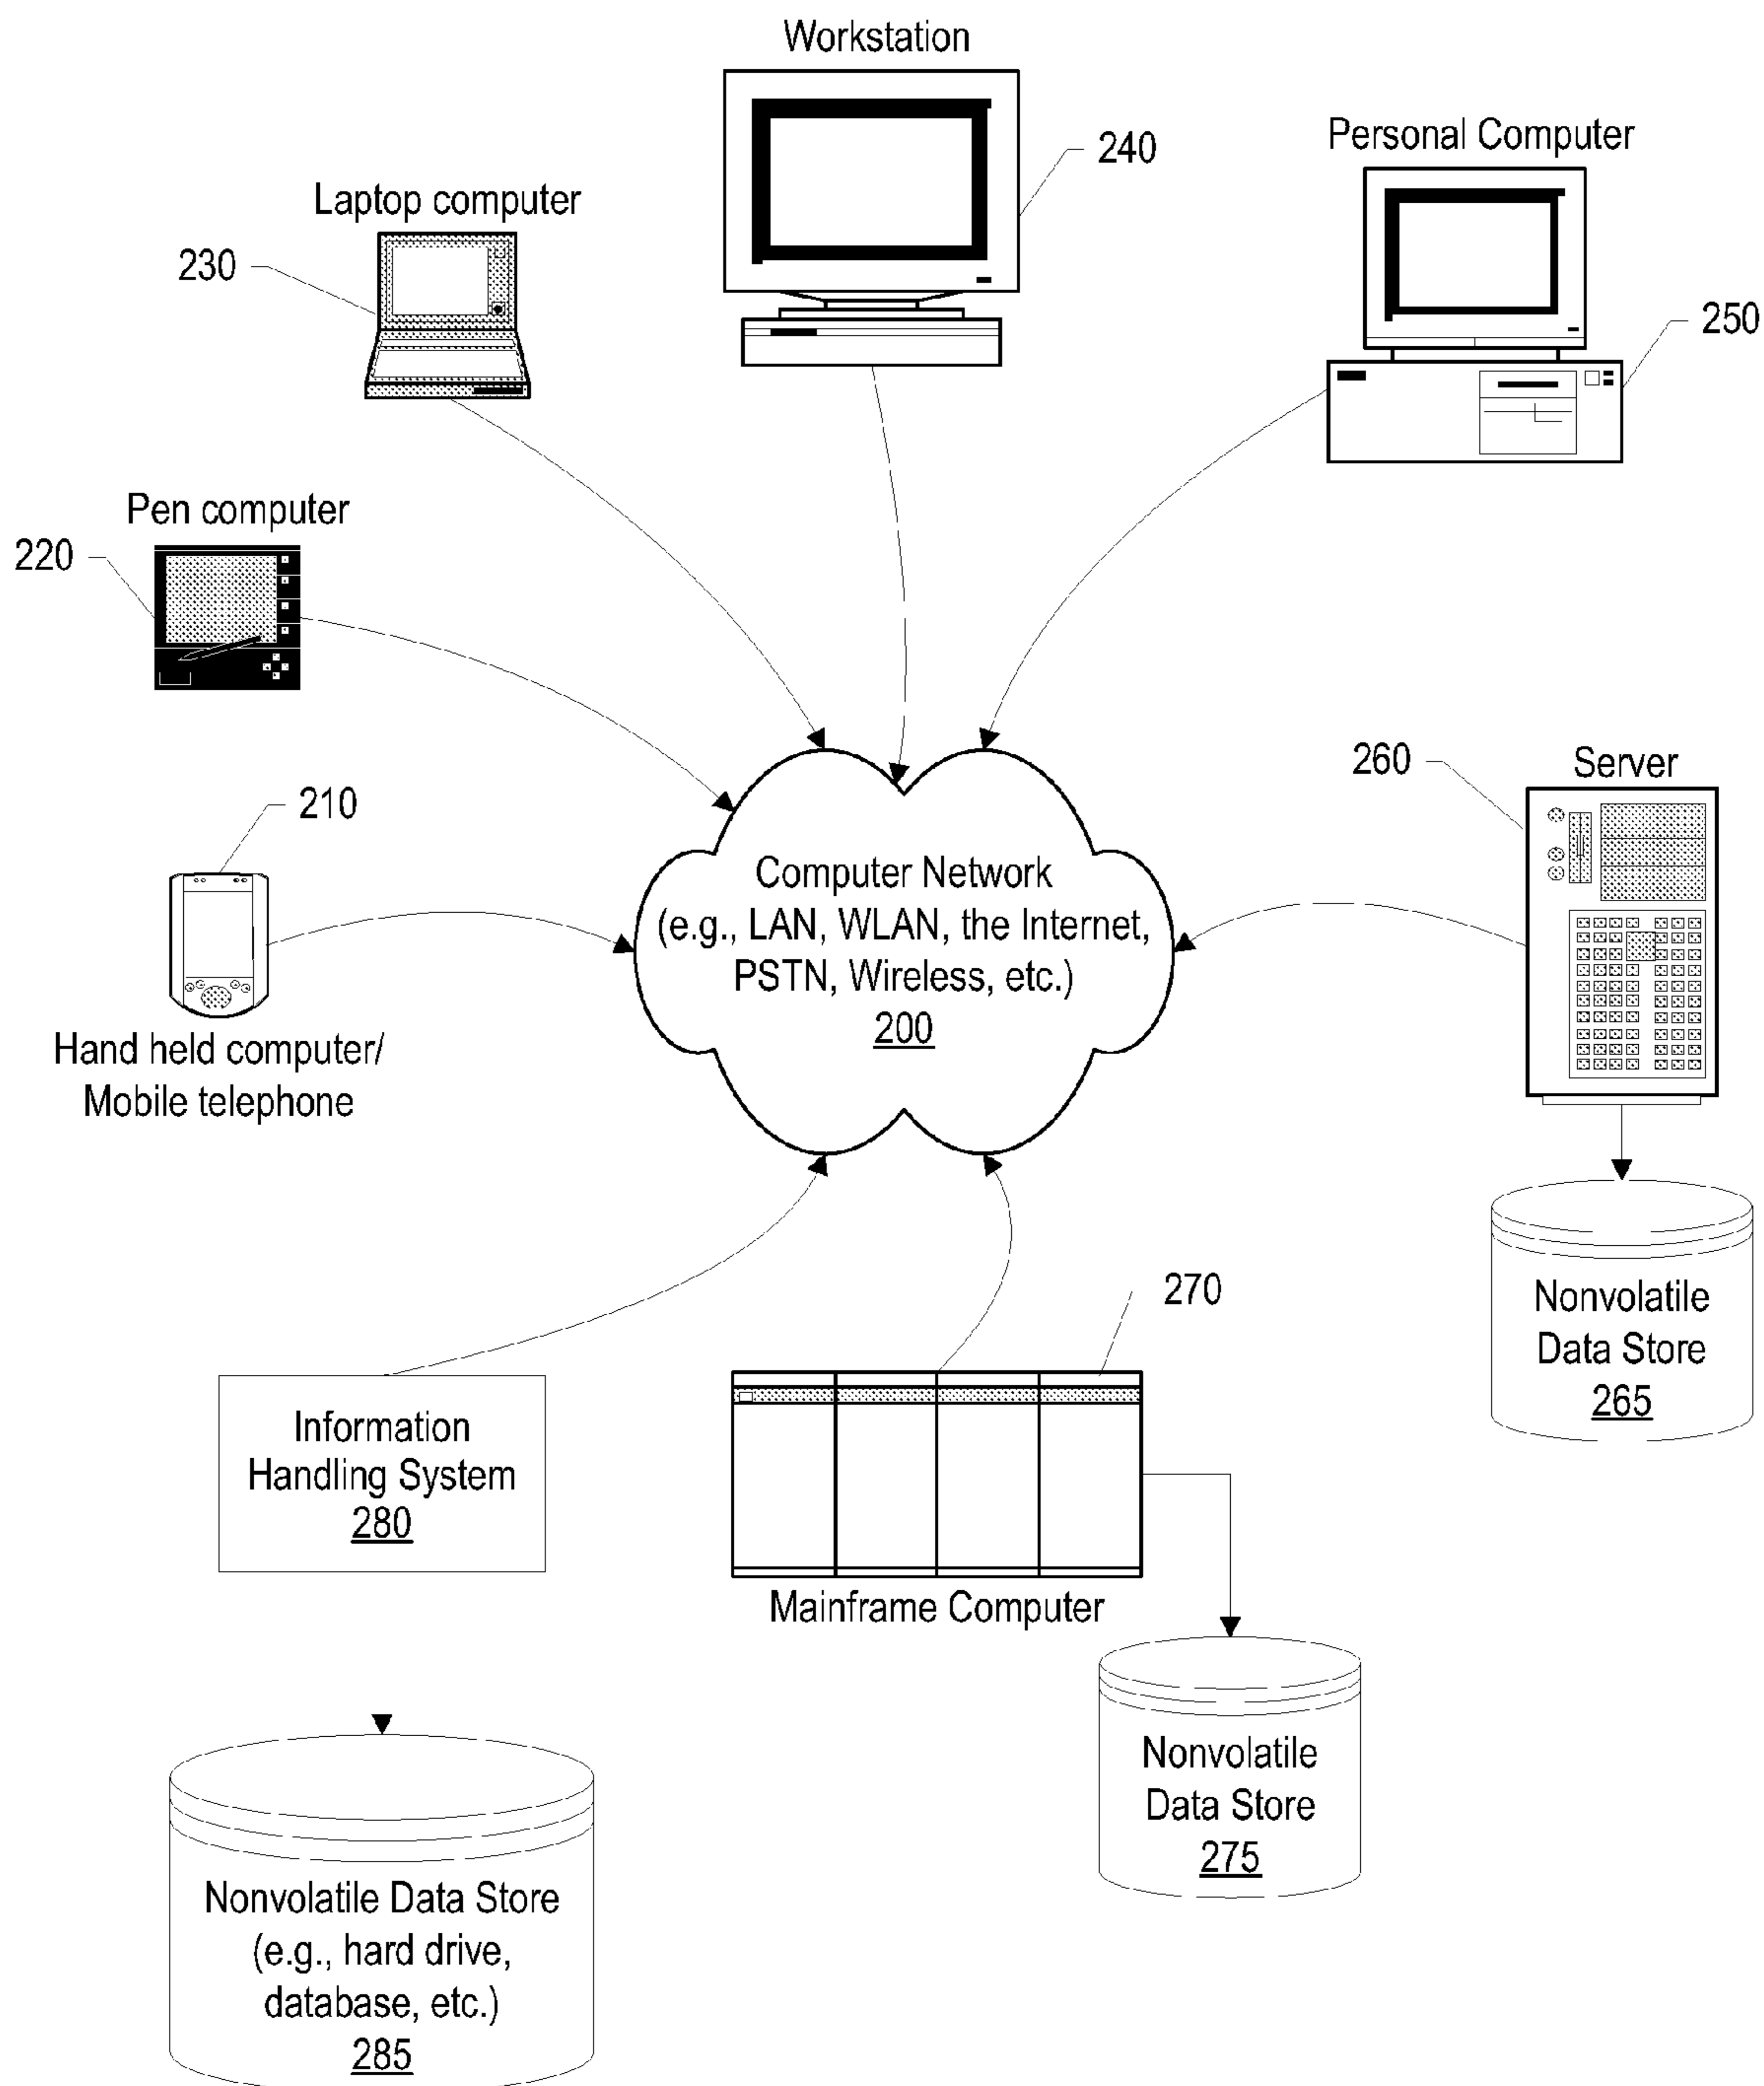 Workstation
240
Personal Computer
250
Laptop computer
230
Pen computer
220
210
Hand held computer/
Mobile telephone
Computer Network
(e.g., LAN, WLAN, the Internet,
PSTN, Wireless, etc.)
200
260
Server
Nonvolatile
Data Store
265
270
Mainframe Computer
Information
Handling System
280
Nonvolatile
Data Store
275
Nonvolatile Data Store
(e.g., hard drive,
database, etc.)
285